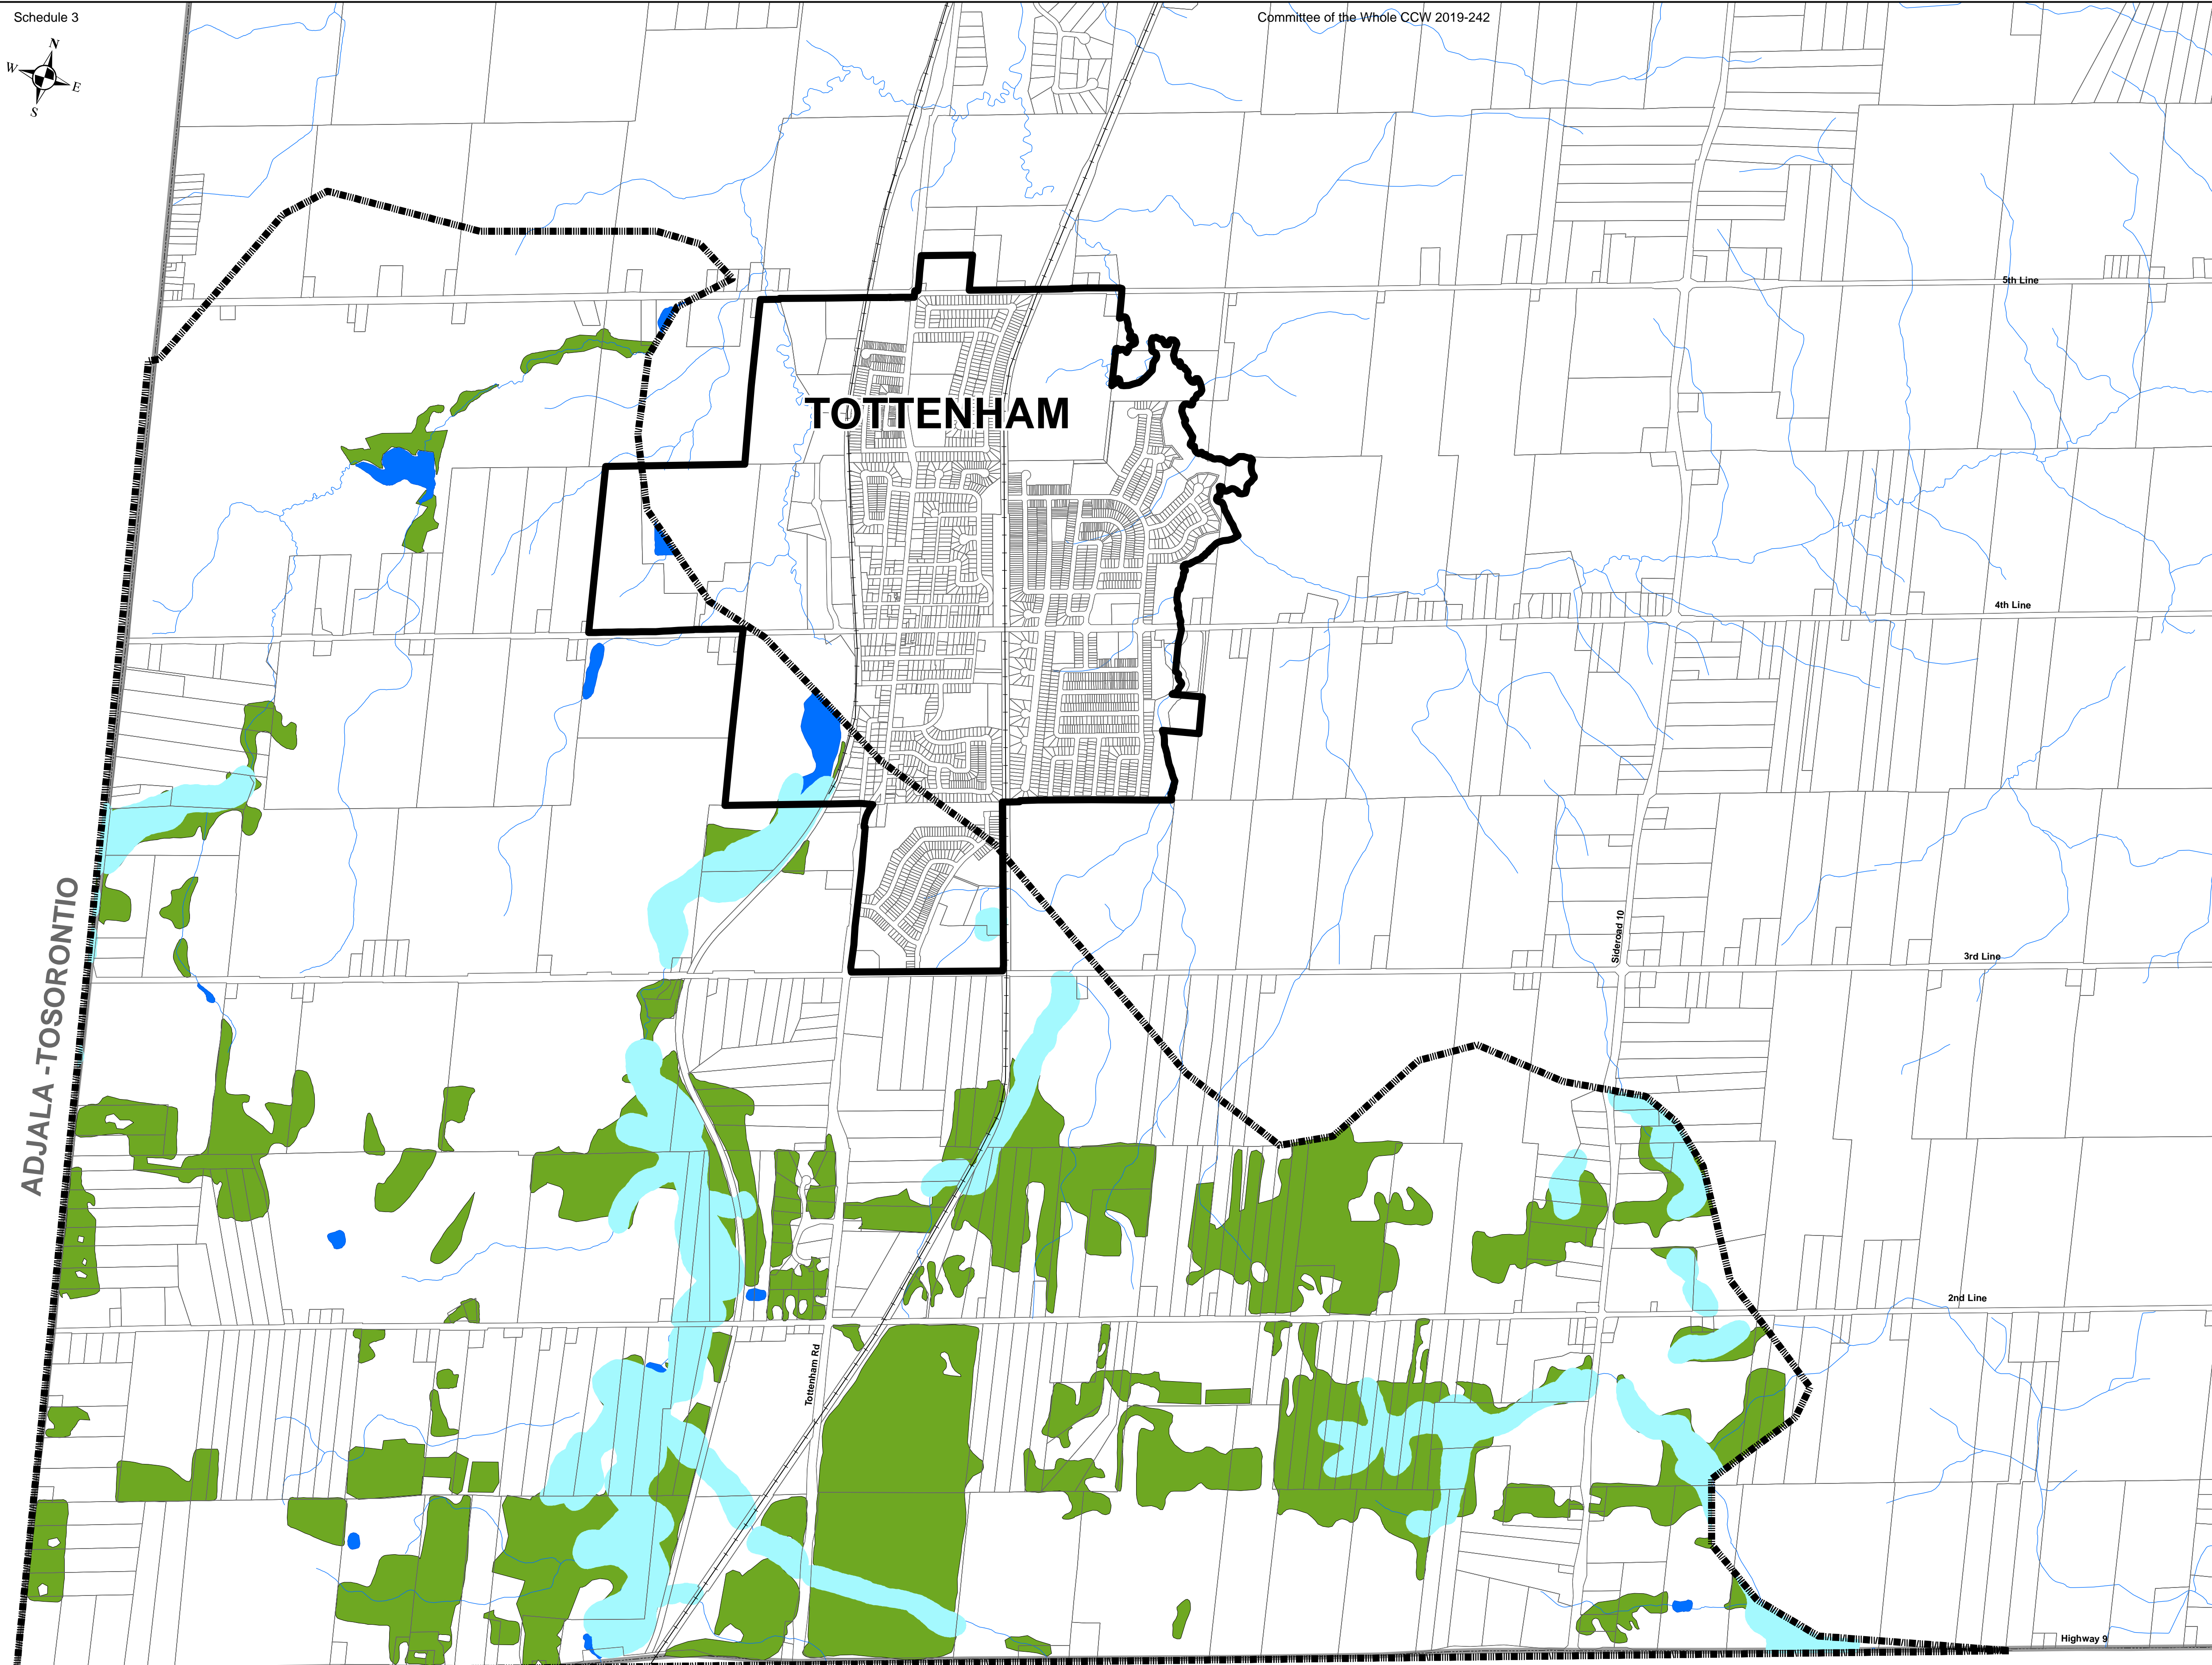 Schedule 3
Committee of the Whole CCW 2019-242
N
W
E
S
5th Line
TOTTENHAM
4th Line
ADJALA -TOSORONTIO
Sideroad 10
3rd Line
2nd Line
Tottenham Rd
Highway 9